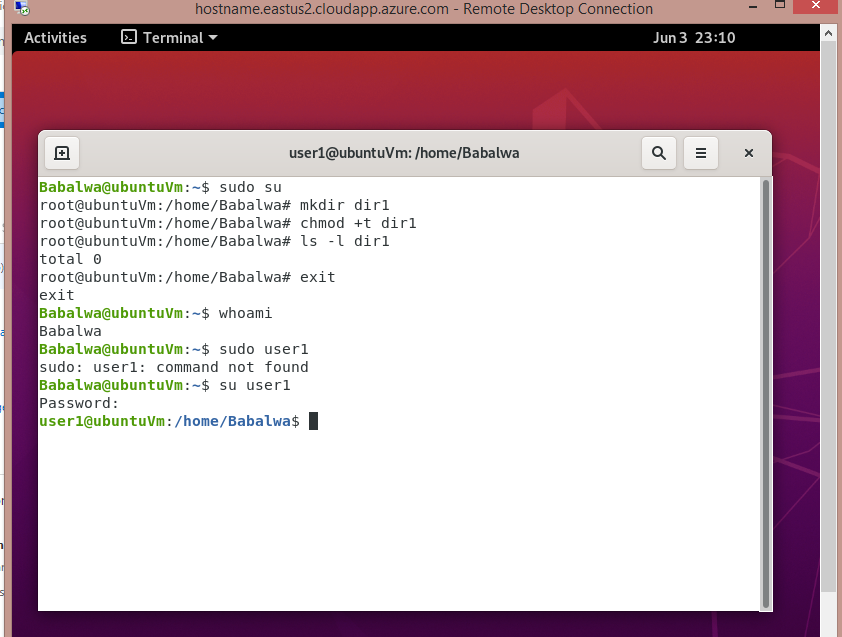 hostname.eastus2.cloudapp.azure.com - Remote Desktop Connection
Activities Terminal Jun 3 23:10
user1@ubuntuVm: /home/Babalwa
Babalwa@ubuntuVm:~$ sudo su
root@ubuntuVm:/home/Babalwa# mkdir dir1
root@ubuntuVm:/home/Babalwa# chmod +t dir1
root@ubuntuVm:/home/Babalwa# ls -l dir1
total 0
root@ubuntuVm:/home/Babalwa# exit
exit
Babalwa@ubuntuVm:~$ whoami
Babalwa
Babalwa@ubuntuVm:~$ sudo user1
sudo: user1: command not found
Babalwa@ubuntuVm:~$ su user1
Password:
user1@ubuntuVm:/home/Babalwa$